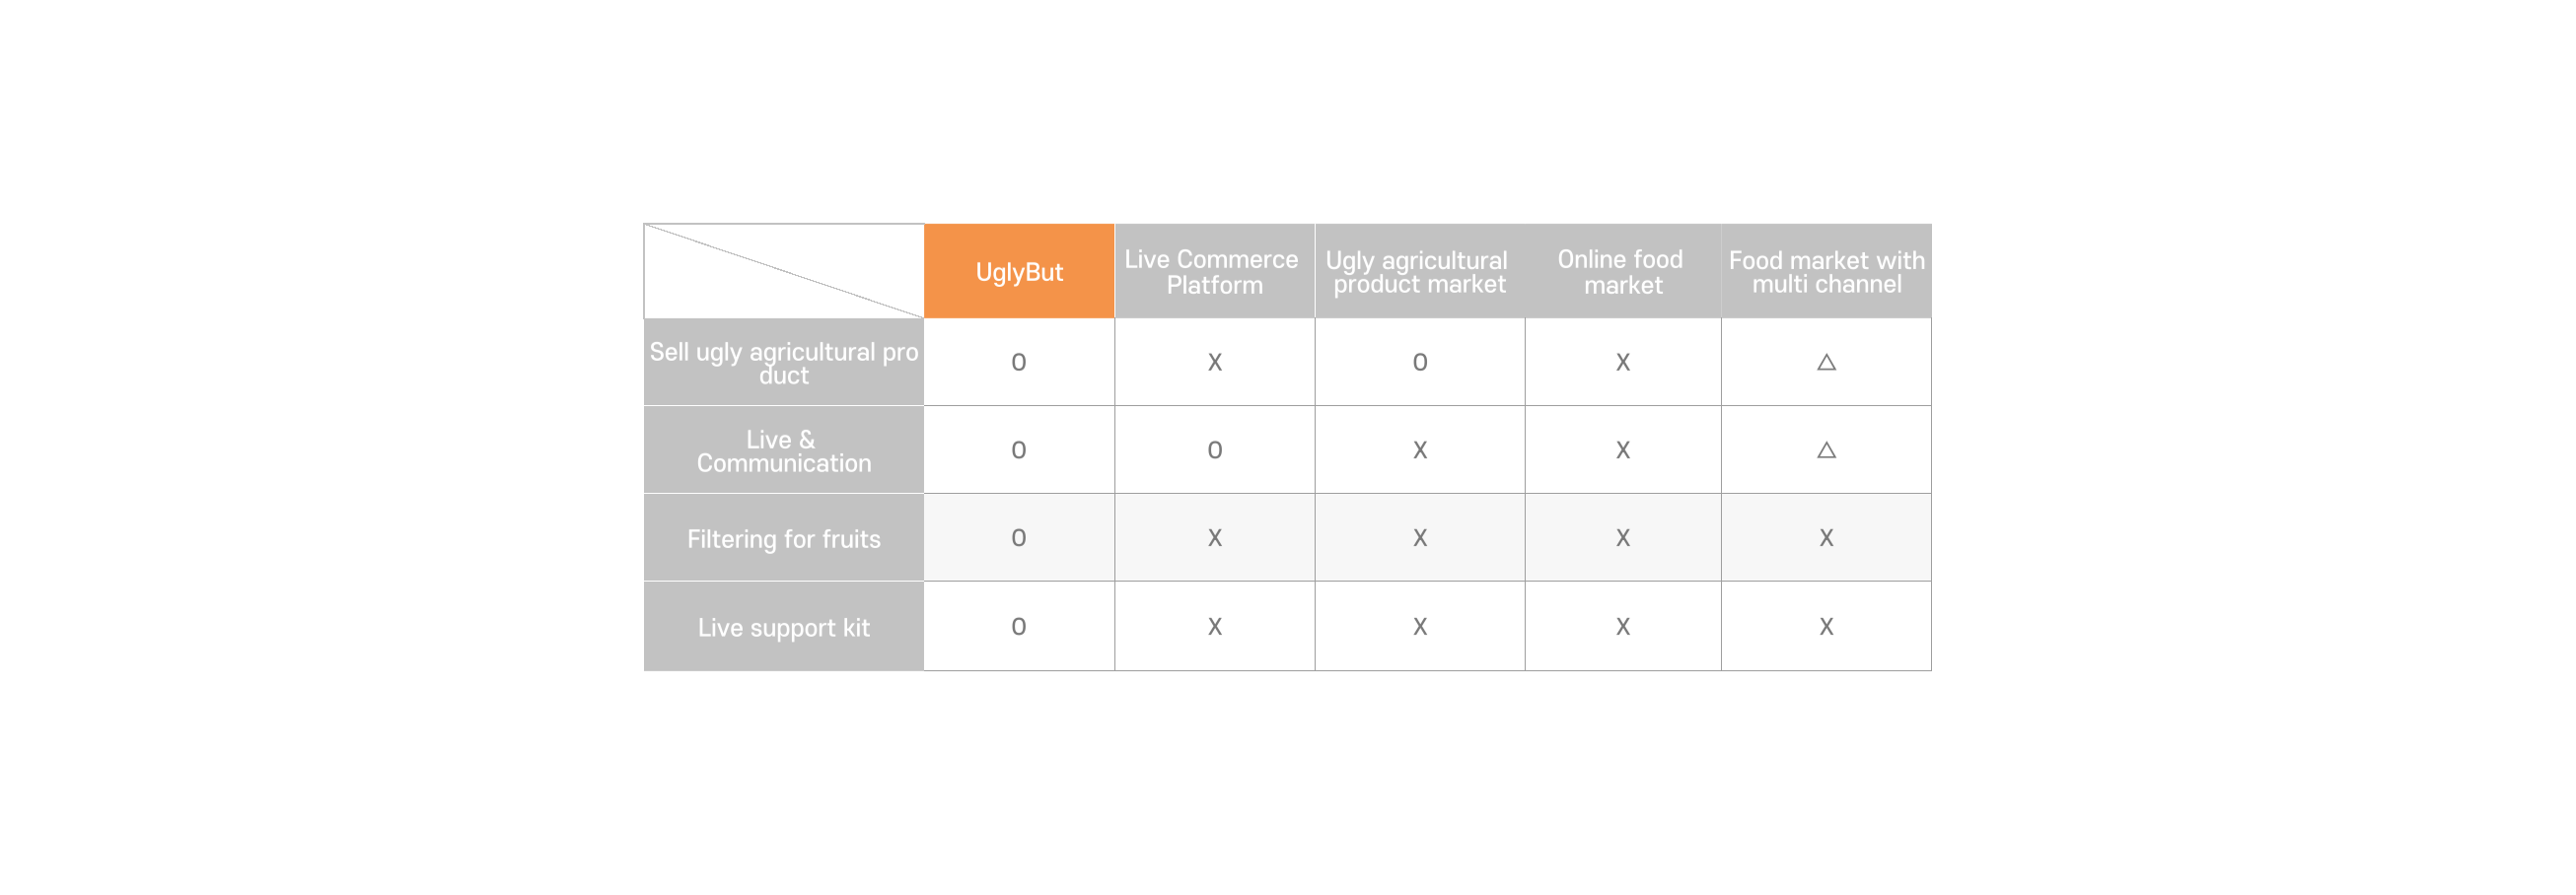 UglyBut
Live Commerce
Platform
Ugly agricultural
product market
Online food
market
Food market with
multi channel
Sell ugly agricultural pro
duct
O
X
O
X
△
Live &
Communication
O
O
X
X
△
Filtering for fruits
O
X
X
X
X
Live support kit
O
X
X
X
X